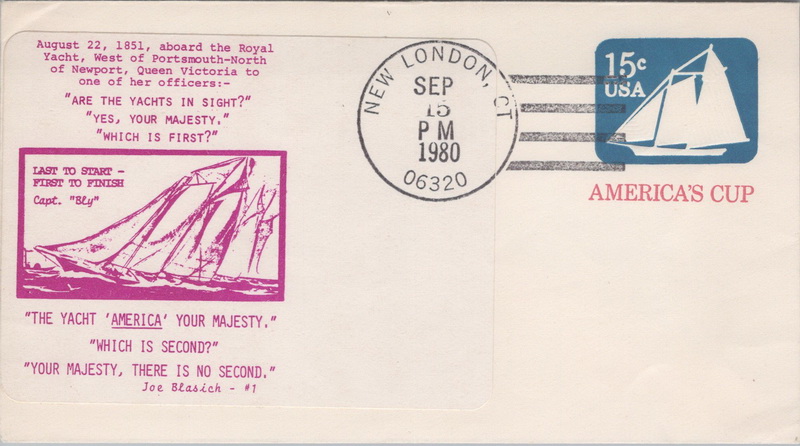 August 22, 1851, aboard the Royal
Yacht, West of Portsmouth-North
of Newport, Queen Victoria to
one of her officers:-
"ARE THE YACHTS IN SIGHT?"
"YES, YOUR MAJESTY."
"WHICH IS FIRST?"
LAST TO START -
FIRST TO FINISH
Capt. "Bly"
"THE YACHT 'AMERICA' YOUR MAJESTY."
"WHICH IS SECOND?"
"YOUR MAJESTY, THERE IS NO SECOND."
Joe Blasich - #1
NEW LONDON, CT
SEP
15
PM
1980
06320
15c
USA
AMERICA'S CUP